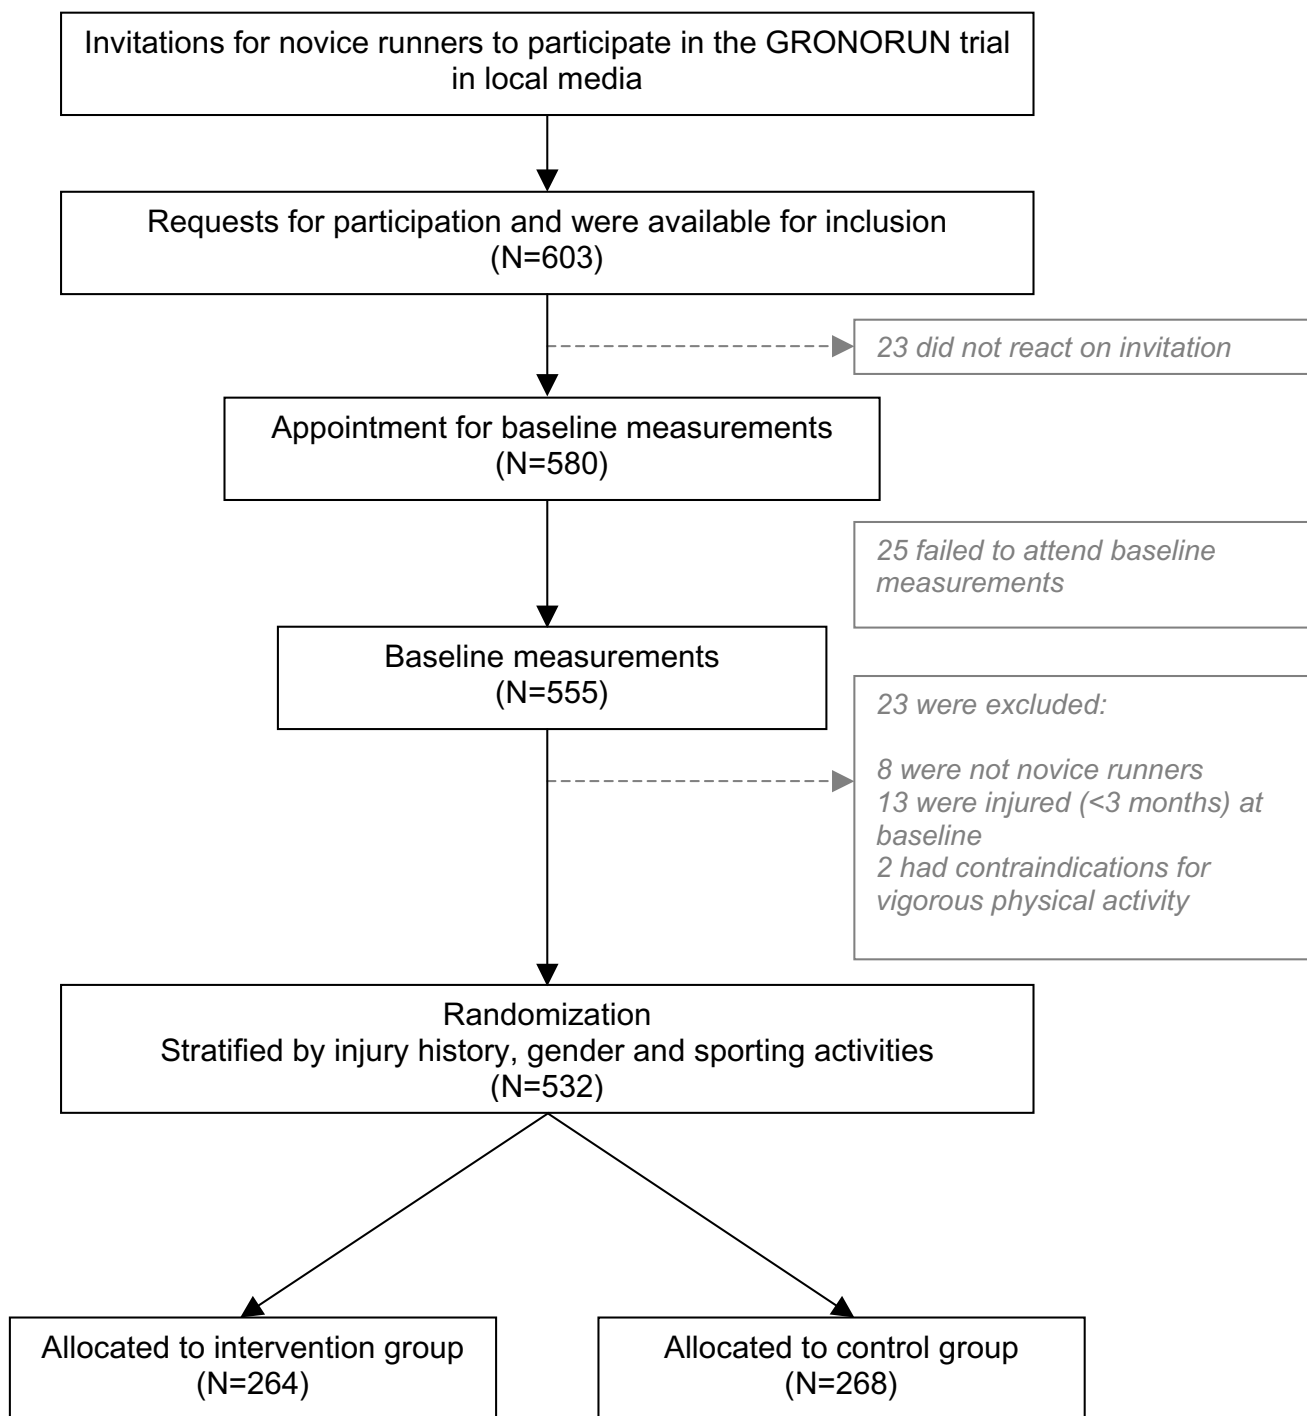 Invitations for novice runners to participate in the GRONORUN trial
in local media
Requests for participation and were available for inclusion
(N=603)
23 did not react on invitation
Appointment for baseline measurements
(N=580)
25 failed to attend baseline
measurements
Baseline measurements
(N=555)
23 were excluded:
8 were not novice runners
13 were injured (<3 months) at
baseline
2 had contraindications for
vigorous physical activity
Randomization
Stratified by injury history, gender and sporting activities
(N=532)
Allocated to intervention group
(N=264)
Allocated to control group
(N=268)